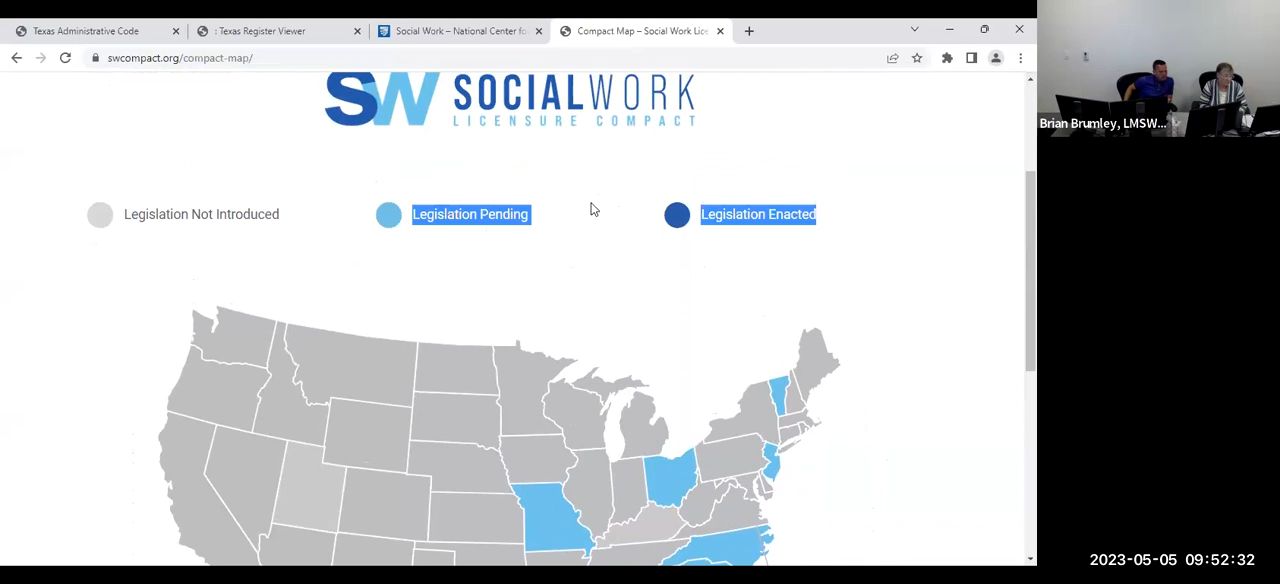 Texas Administrative Code
: Texas Register Viewer
Social Work – National Center fo
Compact Map – Social Work Lice
swcompact.org/compact-map/
SW SOCIALWORK
LICENSURE COMPACT
Legislation Not Introduced
Legislation Pending
Legislation Enacted
Brian Brumley, LMSW...
2023-05-05 09:52:32